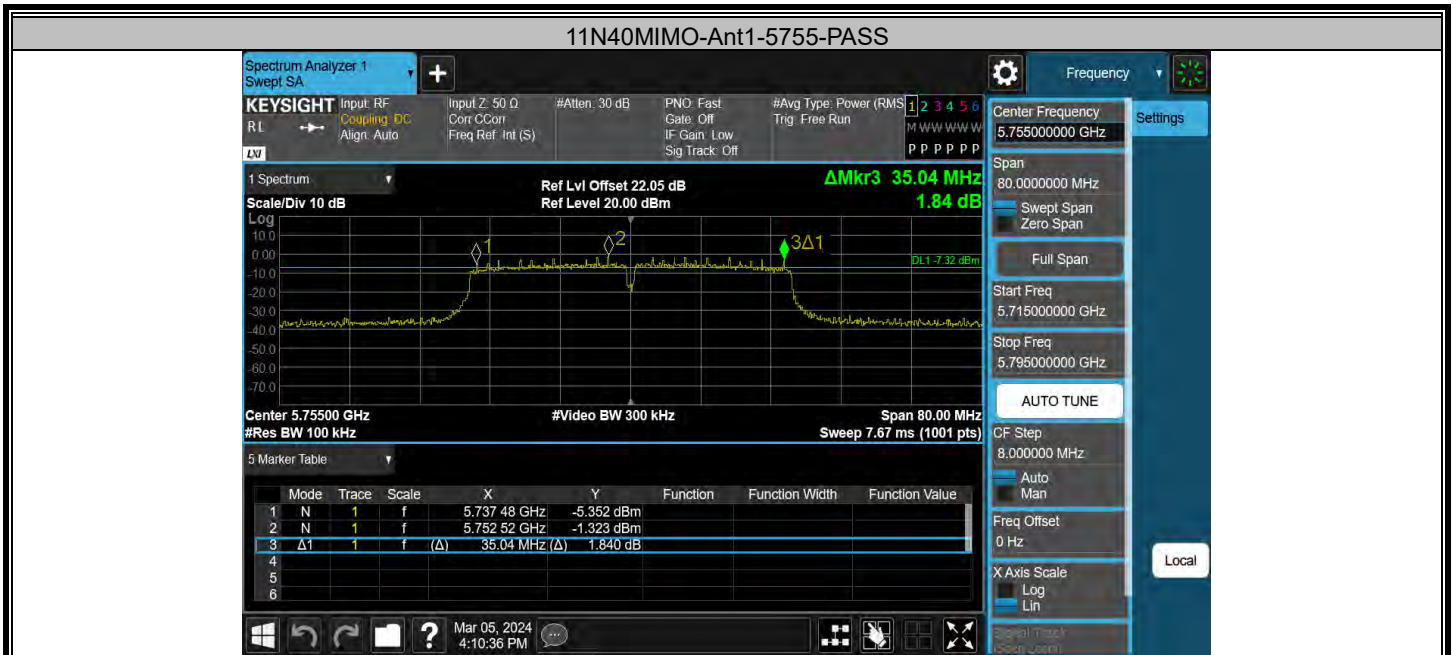 11N40MIMO-Ant1-5755-PASS
Spectrum Analyzer 1
Swept SA
Frequency
KEYSIGHT Input: RF Input Z: 50 Ω #Atten: 30 dB PNO: Fast #Avg Type: Power (RMS 1 2 3 4 5 6
RL Coupling: DC Corr CCorr Gate: Off Trig: Free Run M W W W W W
Align: Auto Freq Ref: Int (S) IF Gain: Low
LXI Sig Track: Off P P P P P P
Center Frequency
5.755000000 GHz
Settings
1 Spectrum
Ref Lvl Offset 22.05 dB
ΔMkr3 35.04 MHz
Scale/Div 10 dB
Ref Level 20.00 dBm
1.84 dB
Log
10.0
0.00
-10.0
-20.0
-30.0
-40.0
-50.0
-60.0
-70.0
1
2
3Δ1
DL1 -7.32 dBm
Center 5.75500 GHz #Video BW 300 kHz Span 80.00 MHz
#Res BW 100 kHz Sweep 7.67 ms (1001 pts)
Span
80.0000000 MHz
Swept Span
Zero Span
Full Span
Start Freq
5.715000000 GHz
Stop Freq
5.795000000 GHz
AUTO TUNE
CF Step
8.000000 MHz
Auto
Man
Freq Offset
0 Hz
X Axis Scale
Log
Lin
Signal Track
(Span Zoom)
Local
5 Marker Table
Mode Trace Scale X Y Function Function Width Function Value
1 N 1 f 5.737 48 GHz -5.352 dBm
2 N 1 f 5.752 52 GHz -1.323 dBm
3 Δ1 1 f (Δ) 35.04 MHz (Δ) 1.840 dB
4
5
6
?
Mar 05, 2024
4:10:36 PM